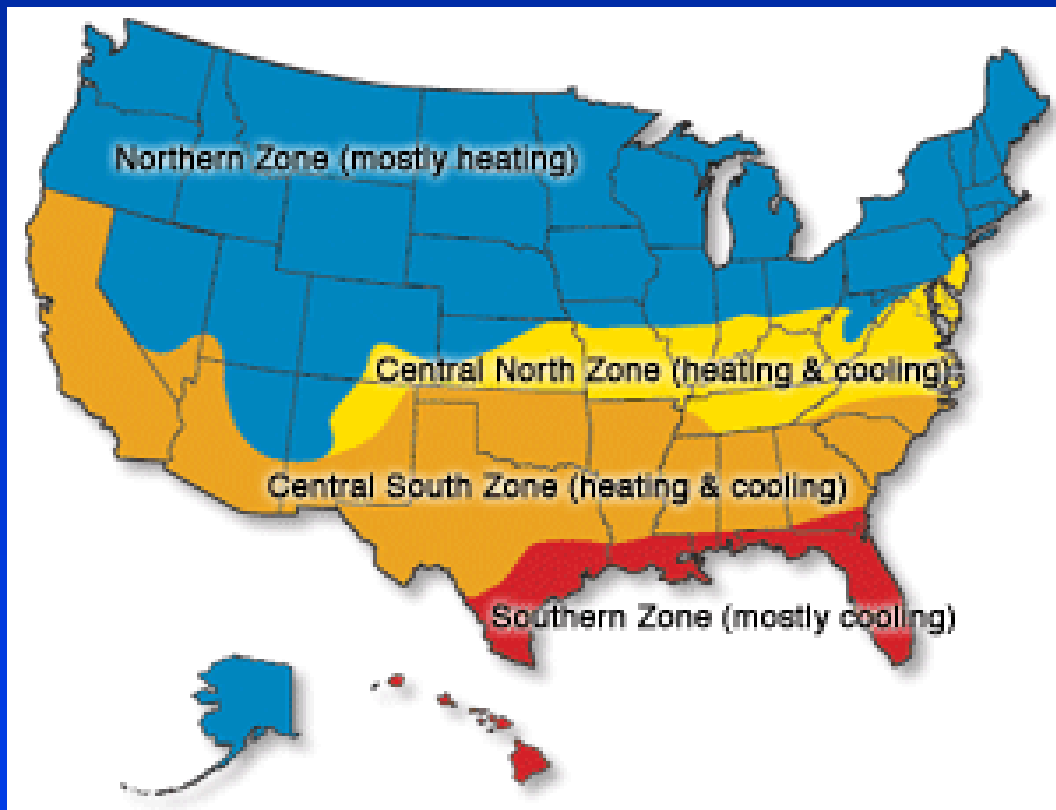 Northern Zone (mostly heating)
Central North Zone (heating & cooling)
Central South Zone (heating & cooling)
Southern Zone (mostly cooling)